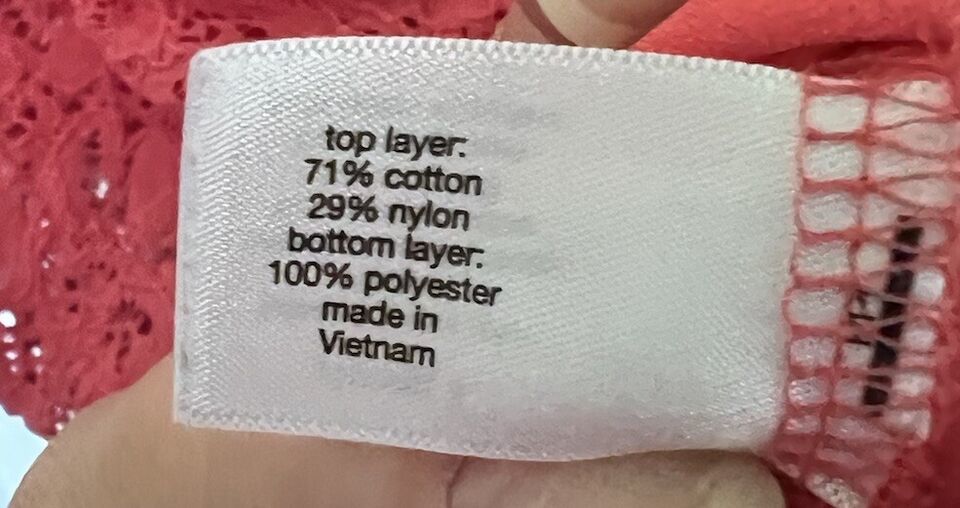 top layer:
71% cotton
29% nylon
bottom layer:
100% polyester
made in
Vietnam